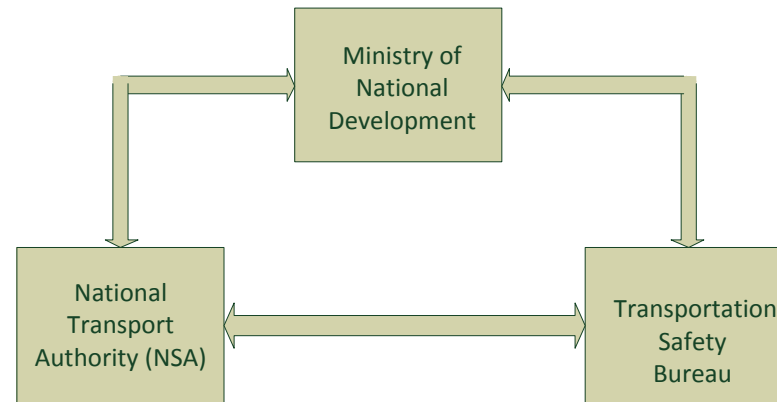 Ministry of
National
Development
National
Transport
Authority (NSA)
Transportation
Safety
Bureau